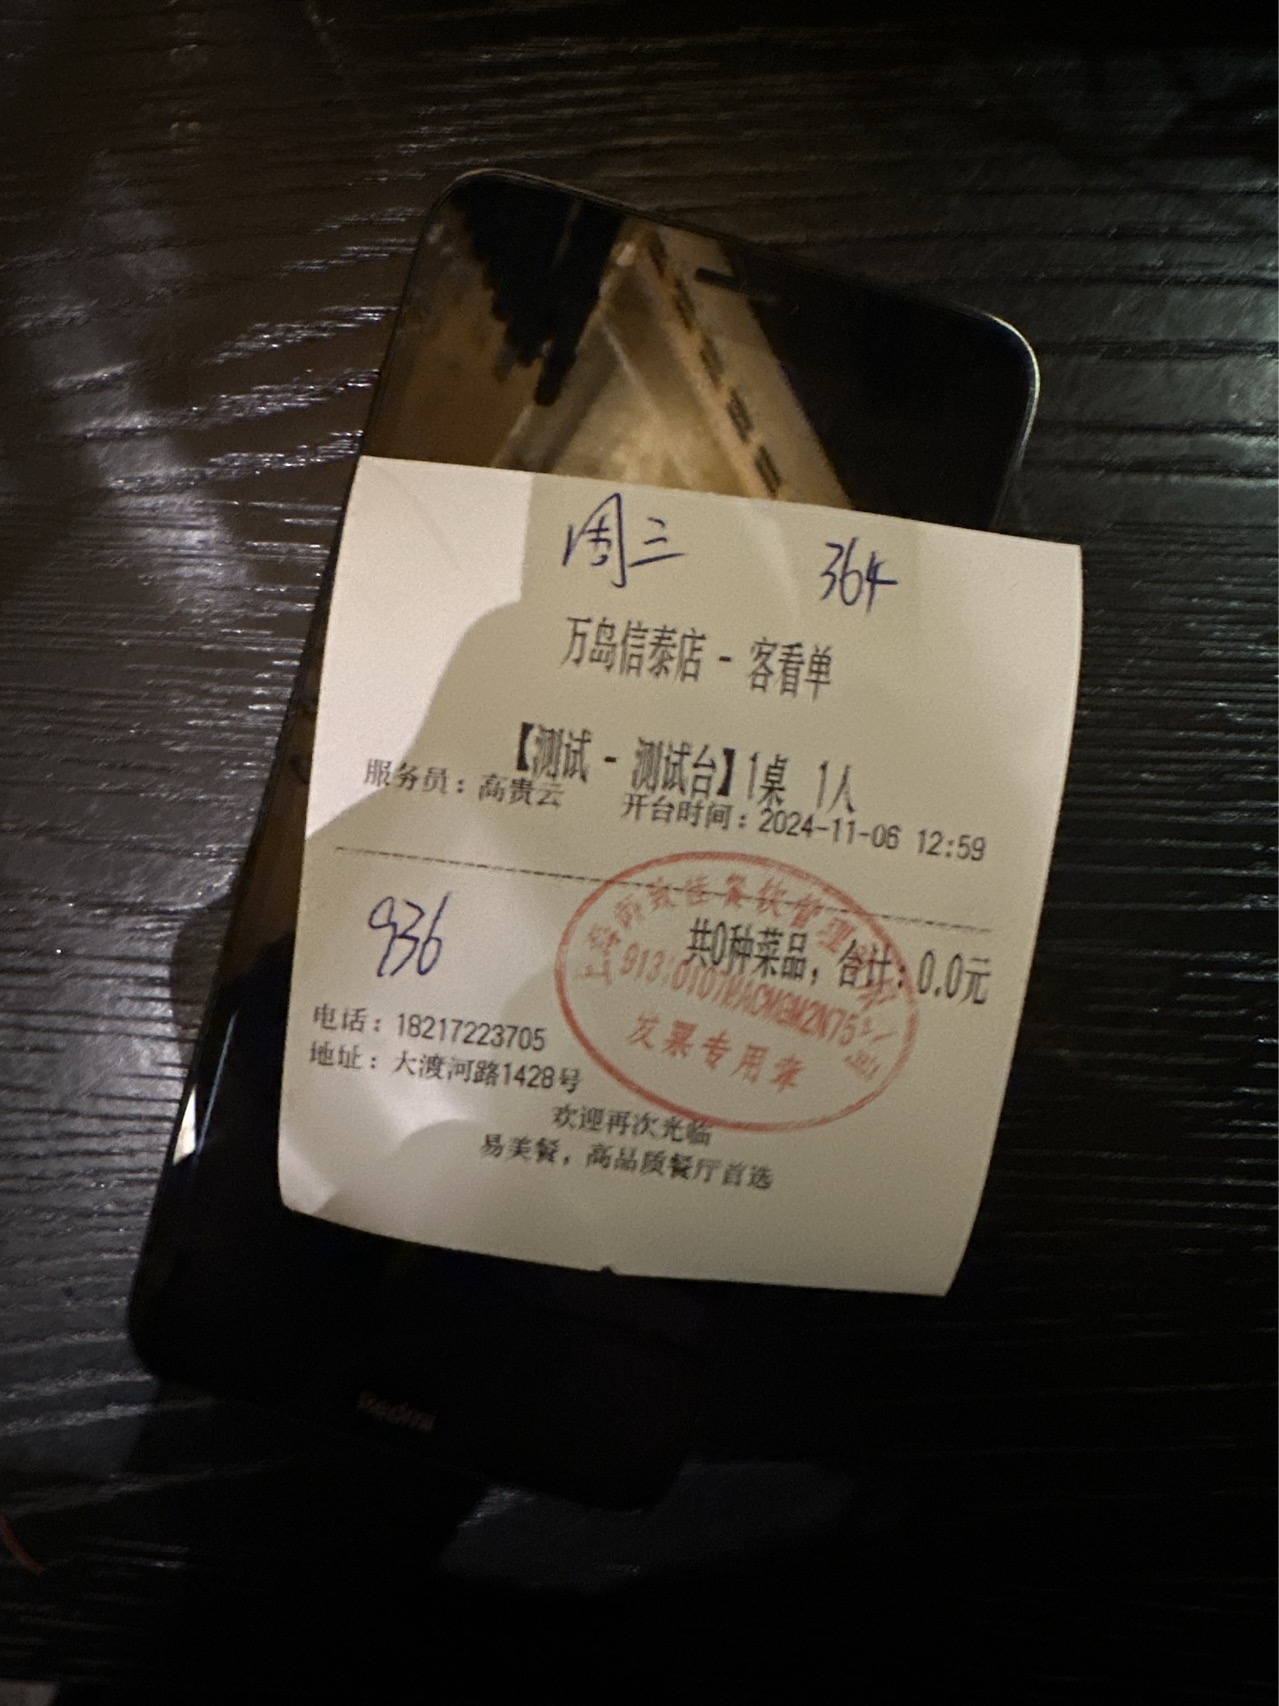 周三 364
万岛信泰店 - 客看单
【测试 - 测试台】1桌 1人
服务员：高贵云 开台时间：2024-11-06 12:59
936
共0种菜品，合计：0.0元
餐饮管理
发票专用章
电话：18217223705
地址：大渡河路1428号
欢迎再次光临
易美餐，高品质餐厅首选